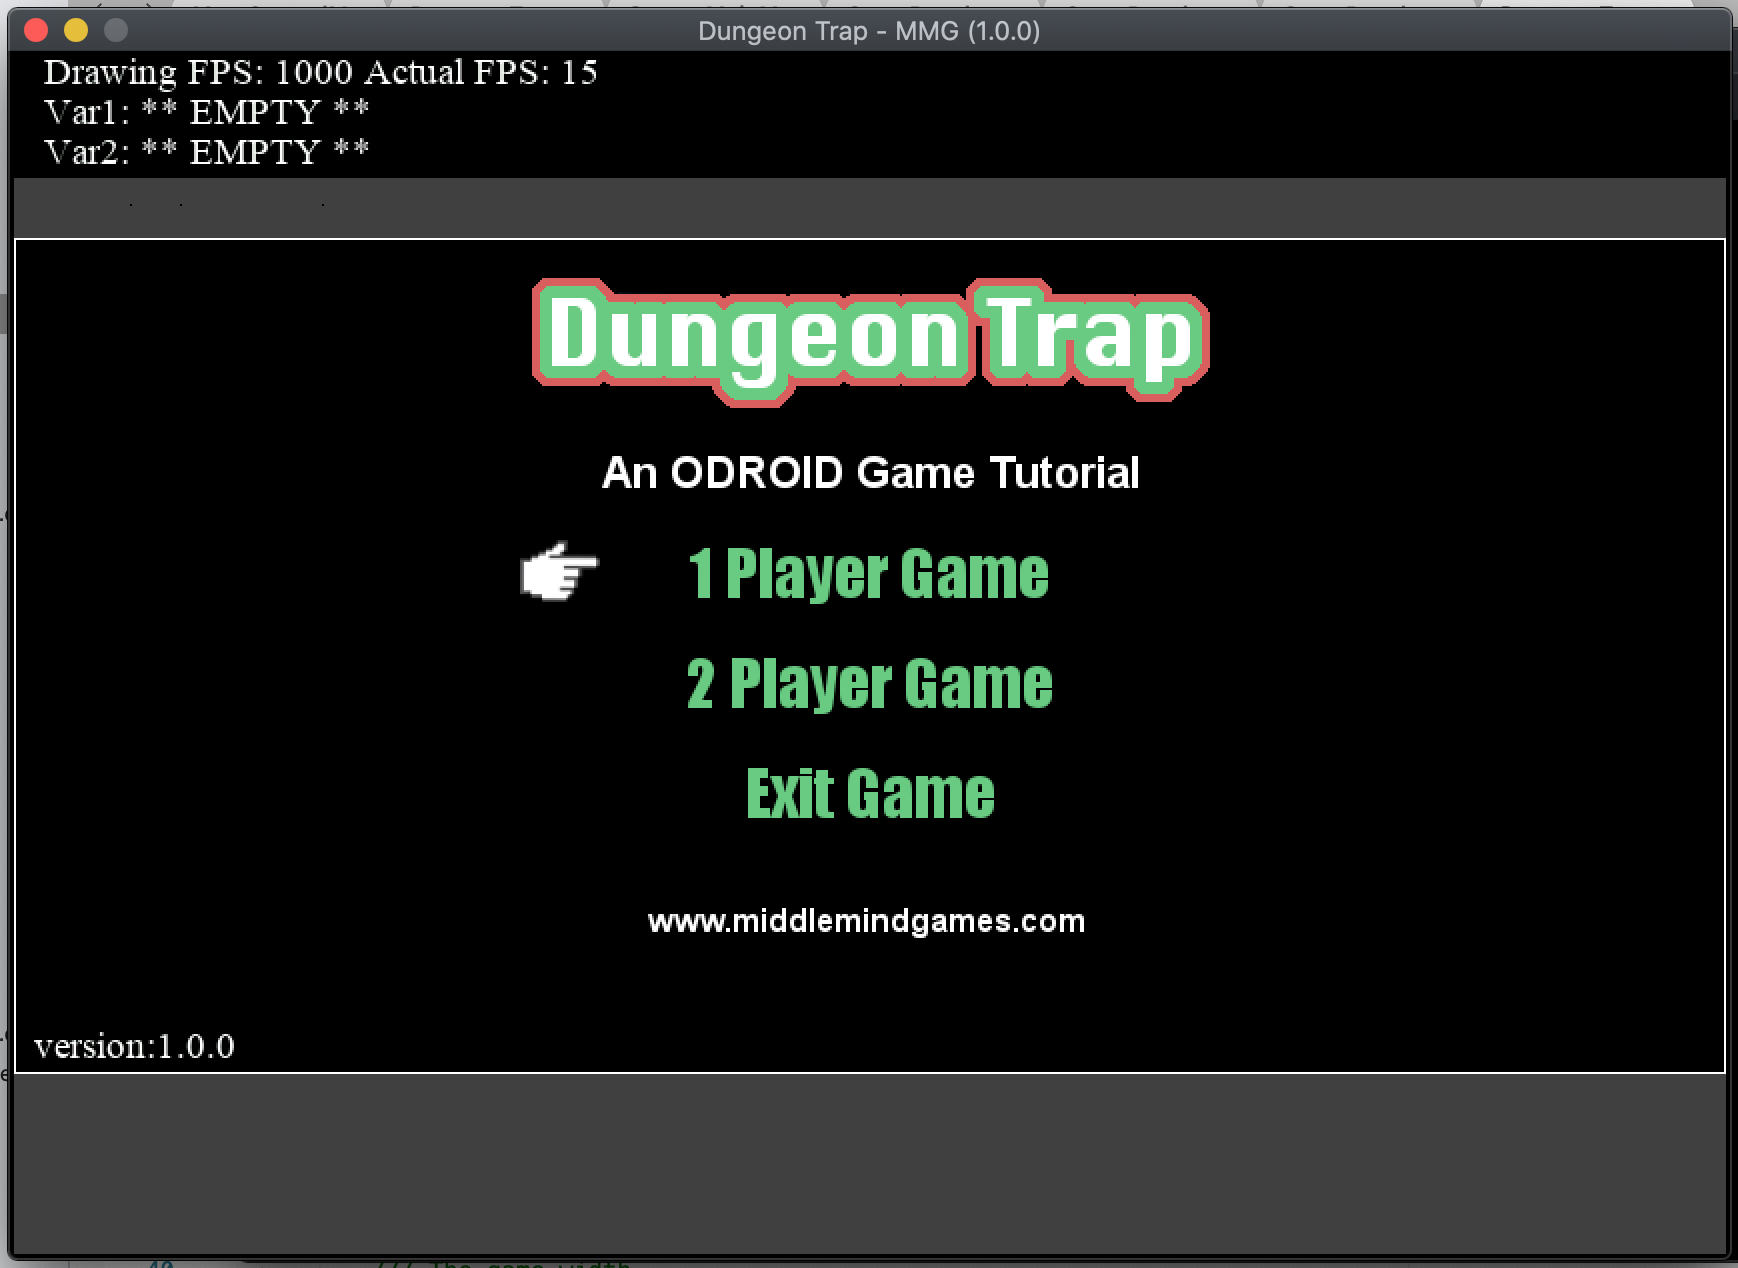 Dungeon Trap - MMG (1.0.0)
Drawing FPS: 1000 Actual FPS: 15
Var1: ** EMPTY **
Var2: ** EMPTY **
Dungeon Trap
An ODROID Game Tutorial
1 Player Game
2 Player Game
Exit Game
www.middlemindgames.com
version:1.0.0